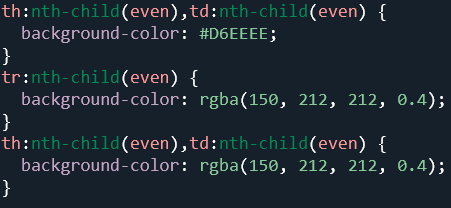 th:nth-child(even),td:nth-child(even) {
  background-color: #D6EEEE;
}
tr:nth-child(even) {
  background-color: rgba(150, 212, 212, 0.4);
}
th:nth-child(even),td:nth-child(even) {
  background-color: rgba(150, 212, 212, 0.4);
}